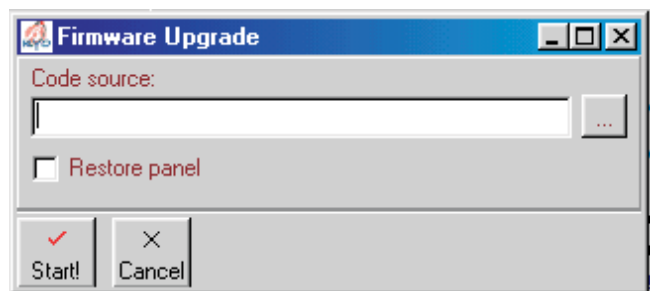 Firmware Upgrade
Code source:
...
Restore panel
Start!
Cancel